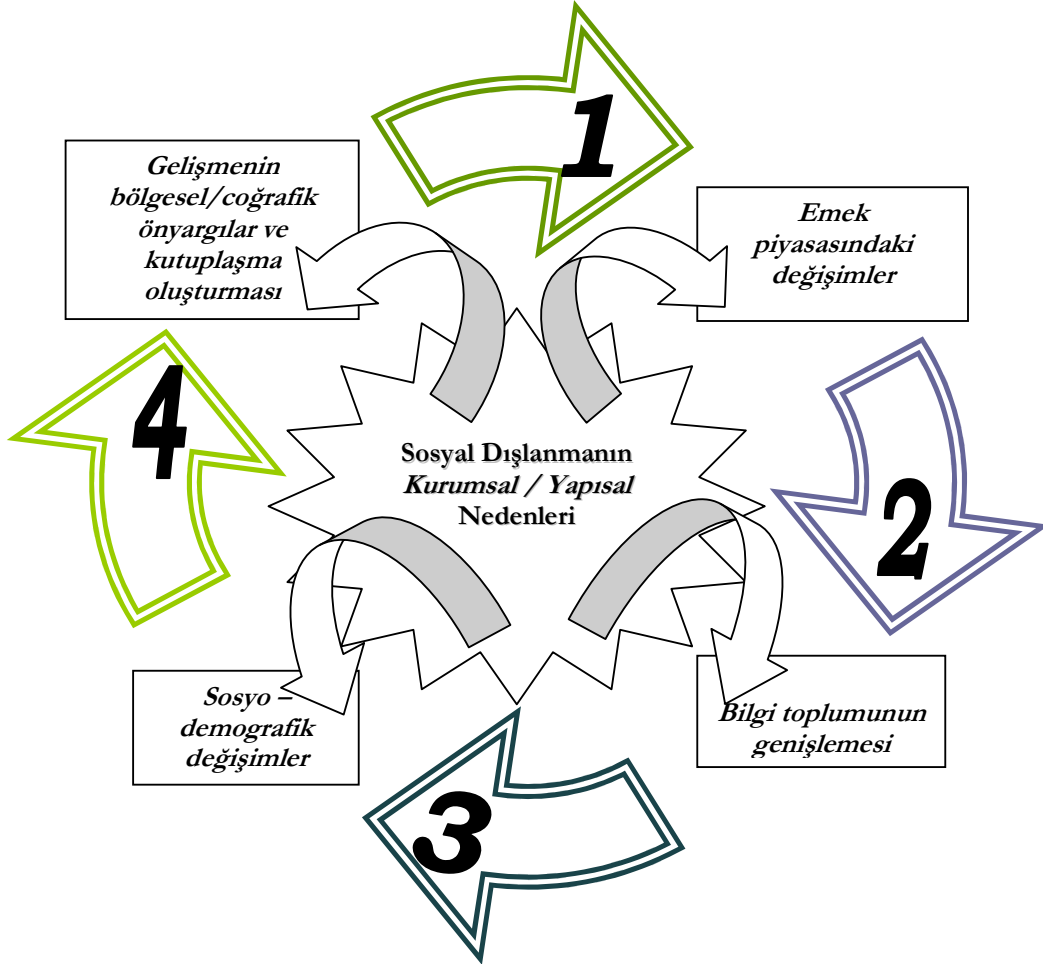 1
Gelişmenin
bölgesel/coğrafik
önyargılar ve
kutuplaşma
oluşturması
Emek
piyasasındaki
değişimler
4
Sosyal Dışlanmanın
Kurumsal / Yapısal
Nedenleri
2
Sosyo –
demografik
değişimler
Bilgi toplumunun
genişlemesi
3